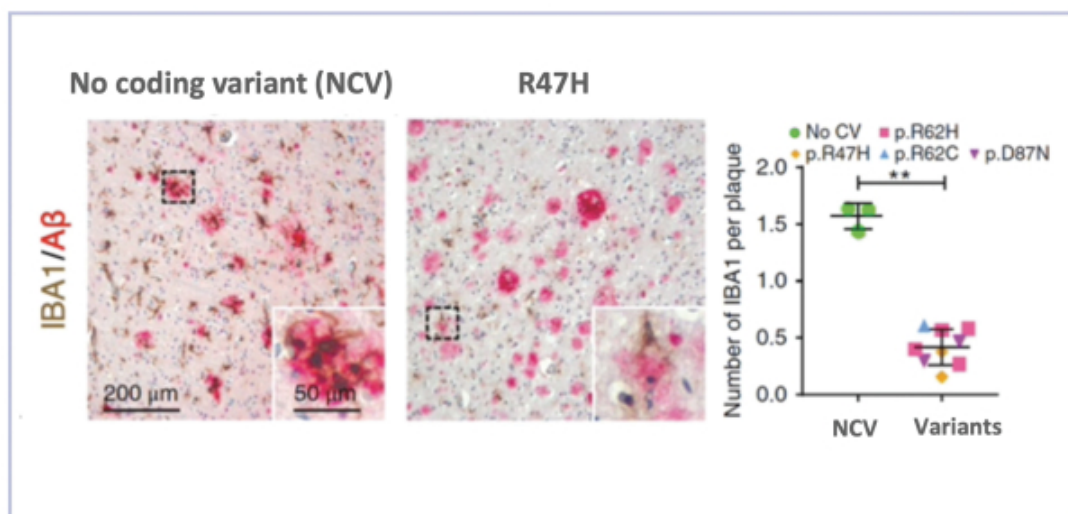 No coding variant (NCV)
R47H
IBA1/Aβ
200 μm
50 μm
No CV p.R62H
p.R47H p.R62C p.D87N
Number of IBA1 per plaque
2.0
**
1.5
1.0
0.5
0.0
NCV
Variants